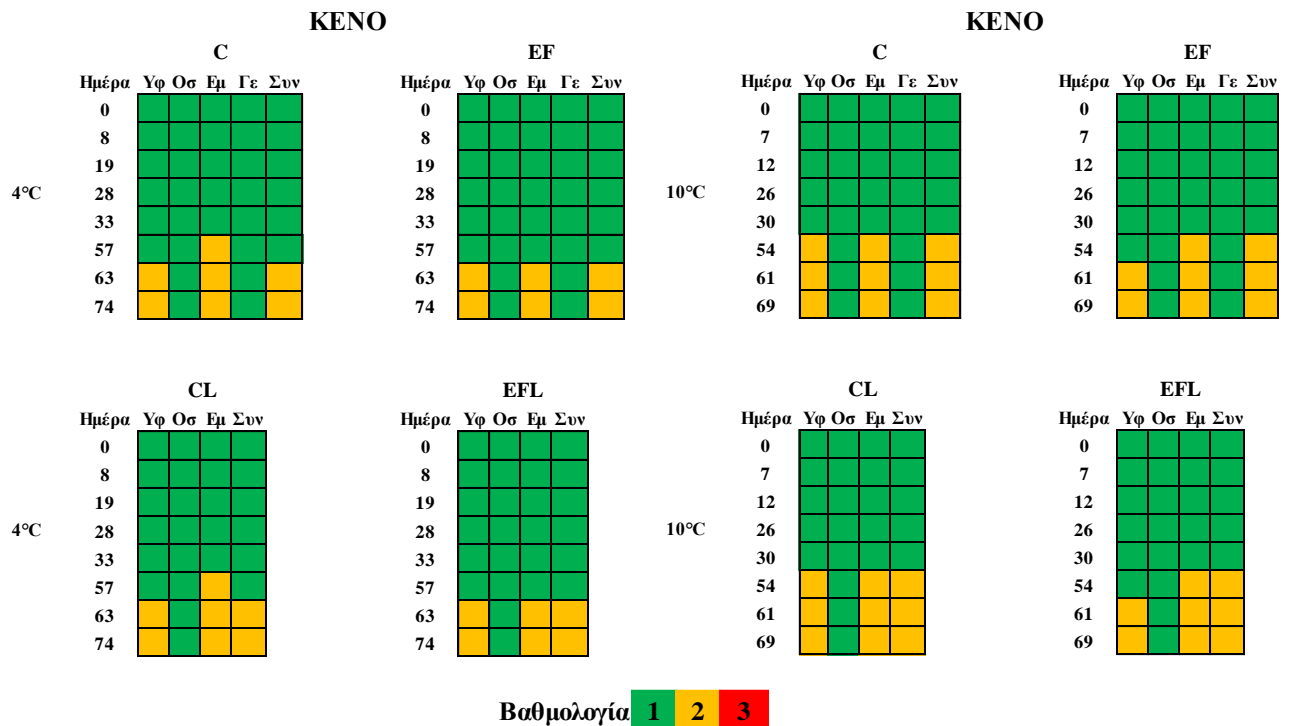 ΚΕΝΟ ΚΕΝΟ
C EF C EF
Ημέρα Υφ Οσ Εμ Γε Συν Ημέρα Υφ Οσ Εμ Γε Συν Ημέρα Υφ Οσ Εμ Γε Συν Ημέρα Υφ Οσ Εμ Γε Συν
0 0 0 0
8 8 7 7
19 19 12 12
4°C 28 28 10°C 26 26
33 33 30 30
57 57 54 54
63 63 61 61
74 74 69 69
CL EFL CL EFL
Ημέρα Υφ Οσ Εμ Συν Ημέρα Υφ Οσ Εμ Συν Ημέρα Υφ Οσ Εμ Συν Ημέρα Υφ Οσ Εμ Συν
0 0 0 0
8 8 7 7
19 19 12 12
4°C 28 28 10°C 26 26
33 33 30 30
57 57 54 54
63 63 61 61
74 74 69 69
Βαθμολογία 1 2 3